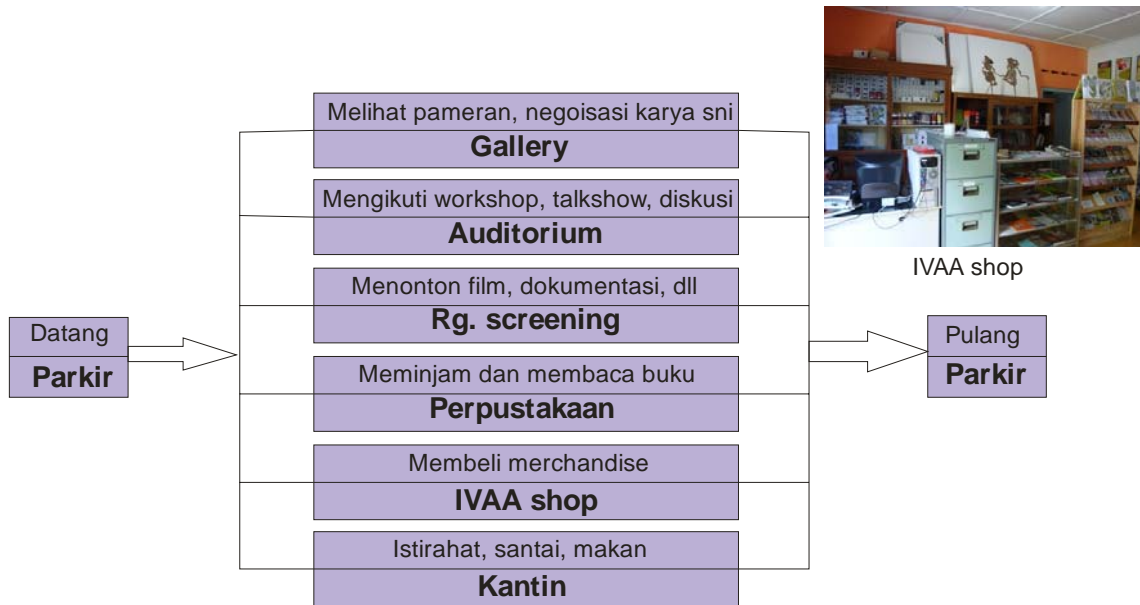 Datang
Parkir
Melihat pameran, negoisasi karya sni
Gallery
Mengikuti workshop, talkshow, diskusi
Auditorium
Menonton film, dokumentasi, dll
Rg. screening
Meminjam dan membaca buku
Perpustakaan
Membeli merchandise
IVAA shop
Istirahat, santai, makan
Kantin
IVAA shop
Pulang
Parkir